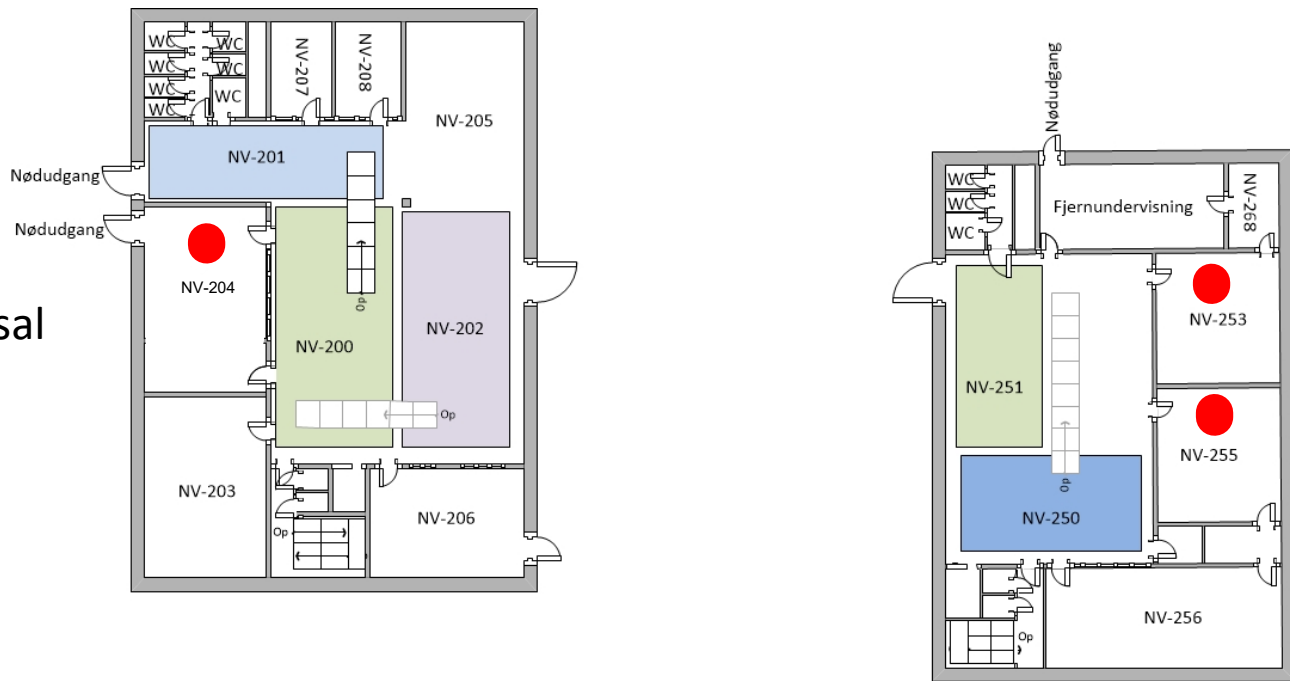 WC
WC
WC
WC
WC
WC
WC
NV-207
NV-208
NV-205
NV-201
Nødudgang
Nødudgang
NV-204
sal
NV-200
Op
NV-202
Op
NV-203
NV-206
Op
Nødudgang
WC
WC
WC
Fjernundervisning
NV-268
NV-253
NV-251
NV-255
Op
NV-250
NV-256
Op